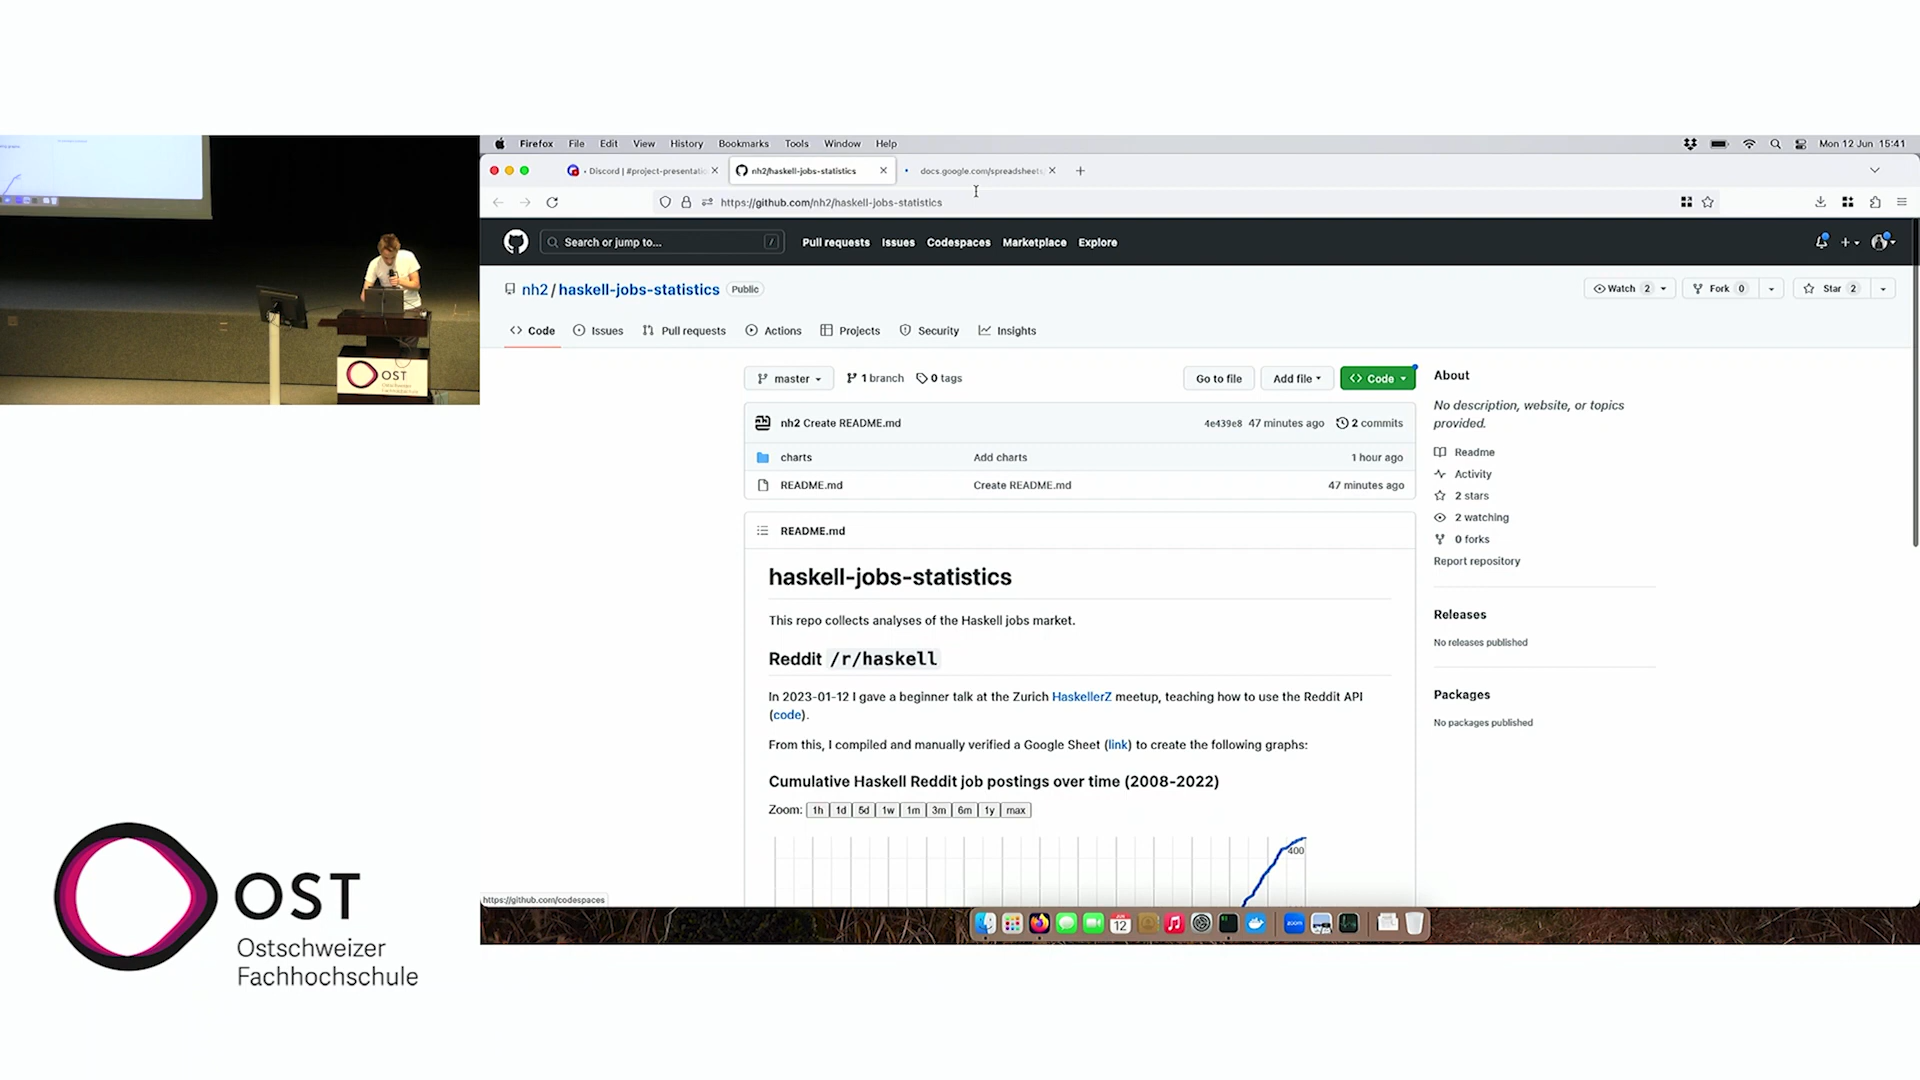 Firefox File Edit View History Bookmarks Tools Window Help Mon 12 Jun 15:41
• Discord | #project-presentatio nh2/haskell-jobs-statistics docs.google.com/spreadsheets
https://github.com/nh2/haskell-jobs-statistics
Search or jump to... / Pull requests Issues Codespaces Marketplace Explore
nh2 / haskell-jobs-statistics Public Watch 2 Fork 0 Star 2
Code Issues Pull requests Actions Projects Security Insights
master 1 branch 0 tags Go to file Add file Code
nh2 Create README.md 4e439e8 47 minutes ago 2 commits
charts Add charts 1 hour ago
README.md Create README.md 47 minutes ago
README.md
haskell-jobs-statistics
This repo collects analyses of the Haskell jobs market.
Reddit /r/haskell
In 2023-01-12 I gave a beginner talk at the Zurich HaskellerZ meetup, teaching how to use the Reddit API
(code).
From this, I compiled and manually verified a Google Sheet (link) to create the following graphs:
Cumulative Haskell Reddit job postings over time (2008-2022)
Zoom: 1h 1d 5d 1w 1m 3m 6m 1y max
400
About
No description, website, or topics
provided.
Readme
Activity
2 stars
2 watching
0 forks
Report repository
Releases
No releases published
Packages
No packages published
https://github.com/codespaces
12
zoom
OST
OST
Ostschweizer
Fachhochschule